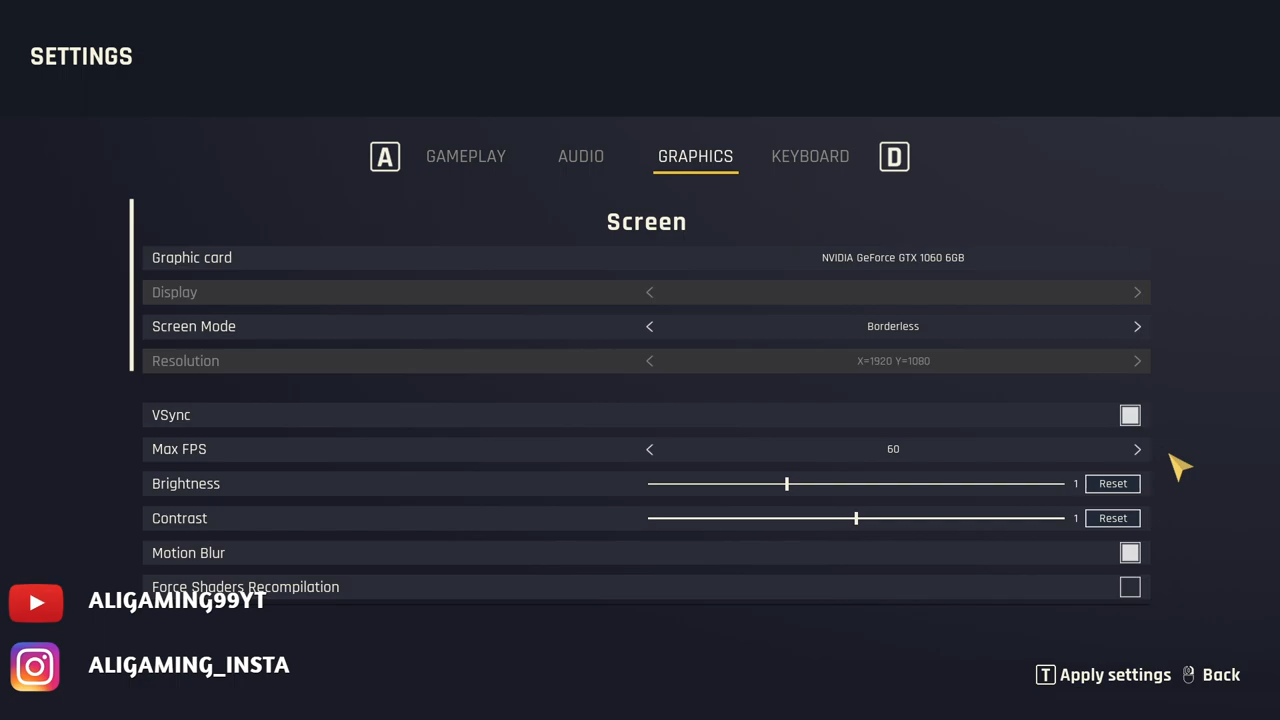 SETTINGS
A GAMEPLAY AUDIO GRAPHICS KEYBOARD D
Screen
Graphic card NVIDIA GeForce GTX 1060 6GB
Display < >
Screen Mode < Borderless >
Resolution < X=1920 Y=1080 >
VSync
Max FPS < 60 >
Brightness 1 Reset
Contrast 1 Reset
Motion Blur
Force Shaders Recompilation
ALIGAMING99YT
ALIGAMING_INSTA
T Apply settings Back